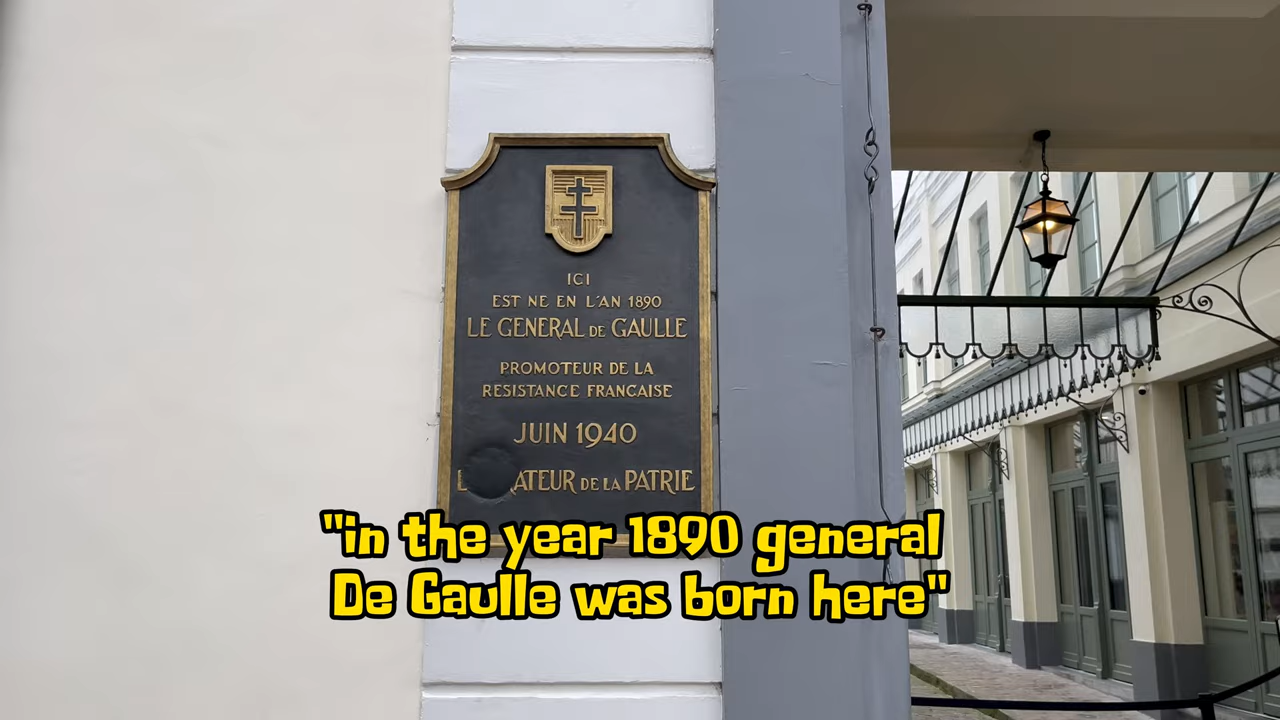 ICI
EST NE EN L'AN 1890
LE GENERAL DE GAULLE
PROMOTEUR DE LA
RESISTANCE FRANCAISE
JUIN 1940
DE LA PATRIE
"in the year 1890 general
De Gaulle was born here"